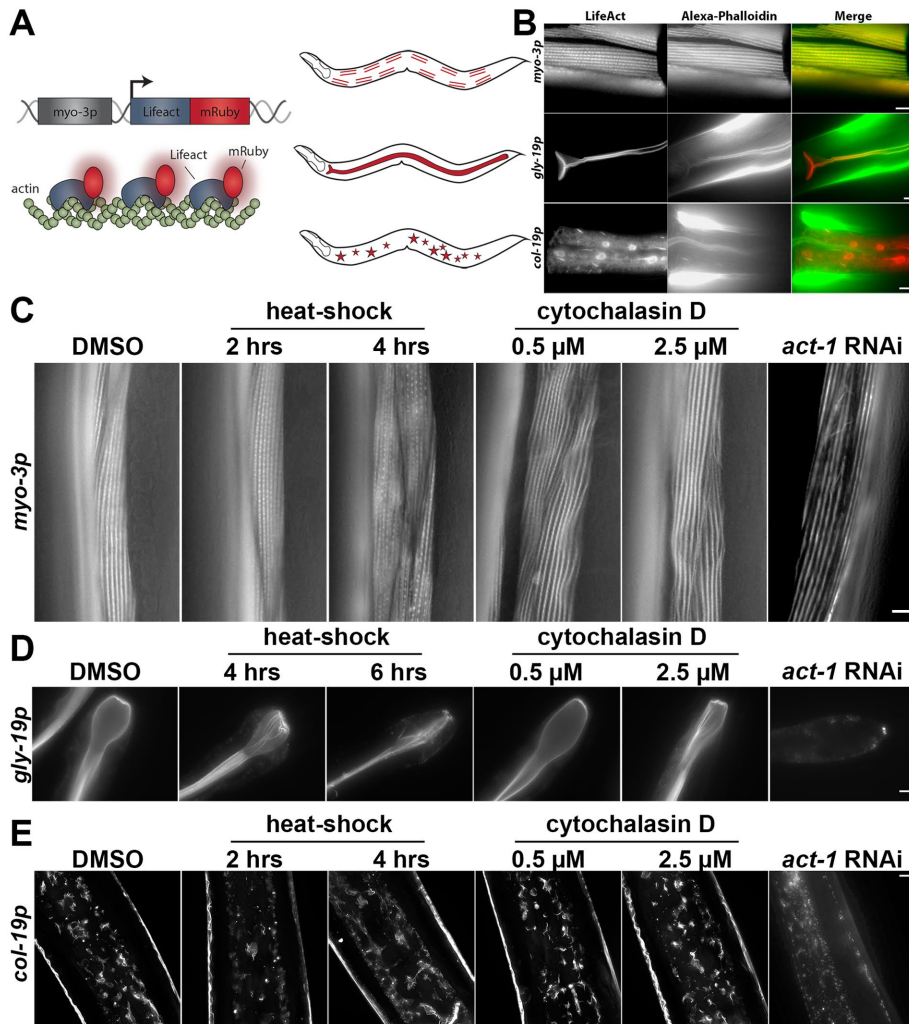 A
myo-3p
Lifeact
mRuby
Lifeact
mRuby
actin
B
LifeAct
Alexa-Phalloidin
Merge
myo-3p
gly-19p
col-19p
C
heat-shock
cytochalasin D
DMSO
2 hrs
4 hrs
0.5 µM
2.5 µM
act-1 RNAi
myo-3p
D
heat-shock
cytochalasin D
DMSO
4 hrs
6 hrs
0.5 µM
2.5 µM
act-1 RNAi
gly-19p
E
heat-shock
cytochalasin D
DMSO
2 hrs
4 hrs
0.5 µM
2.5 µM
act-1 RNAi
col-19p